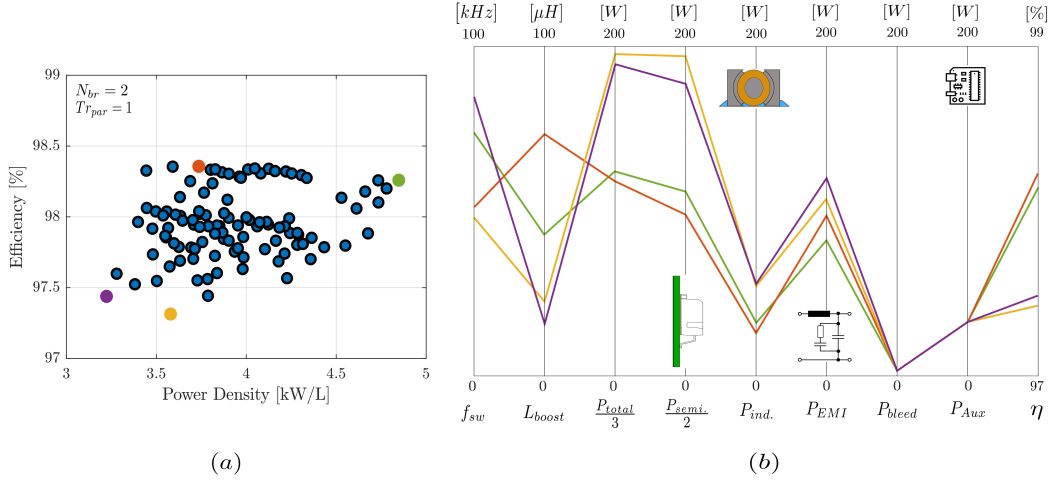 N_br = 2
Tr_par = 1
99
98.5
98
97.5
97
3
3.5
4
4.5
5
Efficiency [%]
Power Density [kW/L]
(a)
[kHz] [μH] [W] [W] [W] [W] [W] [W] [%]
100 100 200 200 200 200 200 200 99
0 0 0 0 0 0 0 0 97
f_sw L_boost P_total/3 P_semi./2 P_ind. P_EMI P_bleed P_Aux η
(b)